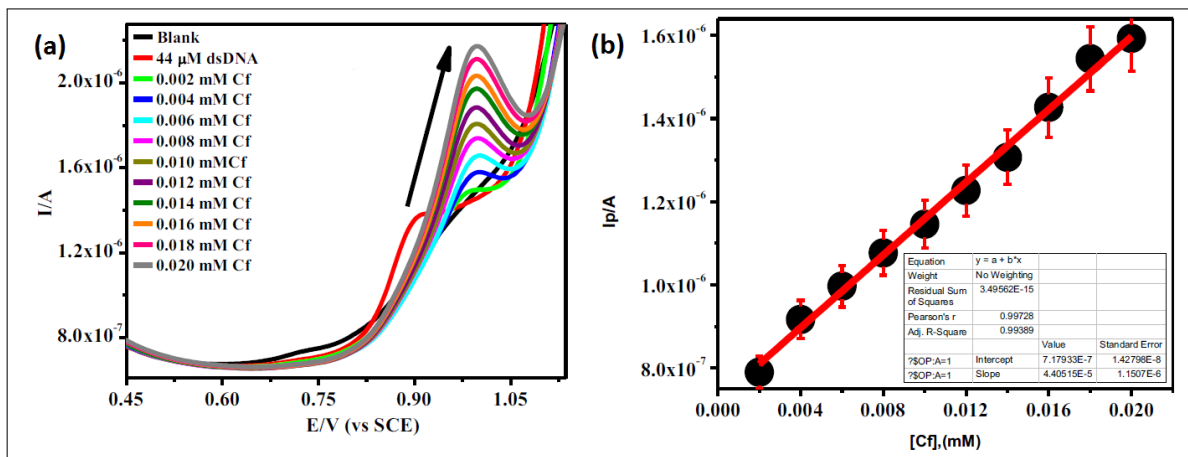 (a)
Blank
44 µM dsDNA
0.002 mM Cf
0.004 mM Cf
0.006 mM Cf
0.008 mM Cf
0.010 mMCf
0.012 mM Cf
0.014 mM Cf
0.016 mM Cf
0.018 mM Cf
0.020 mM Cf
I/A
2.0x10⁻⁶
1.6x10⁻⁶
1.2x10⁻⁶
8.0x10⁻⁷
0.45 0.60 0.75 0.90 1.05
E/V (vs SCE)
(b)
Ip/A
1.6x10⁻⁶
1.4x10⁻⁶
1.2x10⁻⁶
1.0x10⁻⁶
8.0x10⁻⁷
Equation y = a + b*x
Weight No Weighting
Residual Sum
of Squares 3.49562E-15
Pearson's r 0.99728
Adj. R-Square 0.99389
Value Standard Error
?$OP:A=1 Intercept 7.17933E-7 1.42798E-8
?$OP:A=1 Slope 4.40515E-5 1.1507E-6
0.000 0.004 0.008 0.012 0.016 0.020
[Cf],(mM)